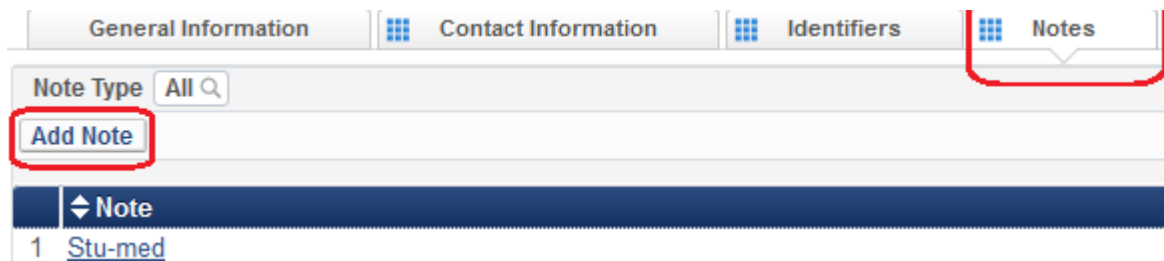 General Information Contact Information Identifiers Notes
Note Type All
Add Note
Note
1 Stu-med